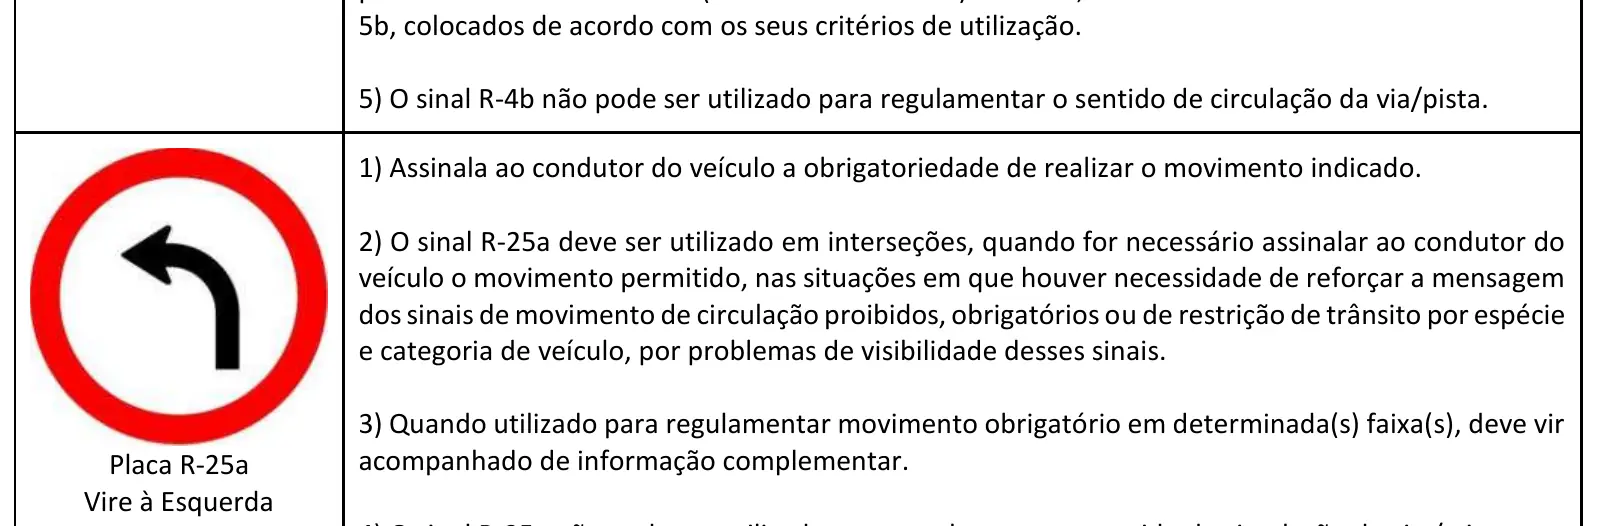 5b, colocados de acordo com os seus critérios de utilização.
5) O sinal R-4b não pode ser utilizado para regulamentar o sentido de circulação da via/pista.
Placa R-25a
Vire à Esquerda
1) Assinala ao condutor do veículo a obrigatoriedade de realizar o movimento indicado.
2) O sinal R-25a deve ser utilizado em interseções, quando for necessário assinalar ao condutor do
veículo o movimento permitido, nas situações em que houver necessidade de reforçar a mensagem
dos sinais de movimento de circulação proibidos, obrigatórios ou de restrição de trânsito por espécie
e categoria de veículo, por problemas de visibilidade desses sinais.
3) Quando utilizado para regulamentar movimento obrigatório em determinada(s) faixa(s), deve vir
acompanhado de informação complementar.